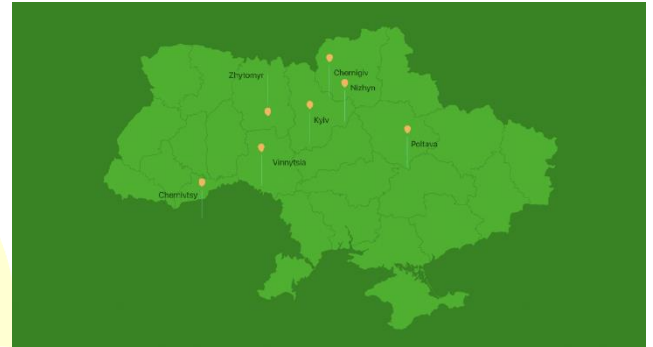 Zhytomyr
Chernigiv
Nizhyn
Kyiv
Poltava
Vinnytsia
Chernivtsy